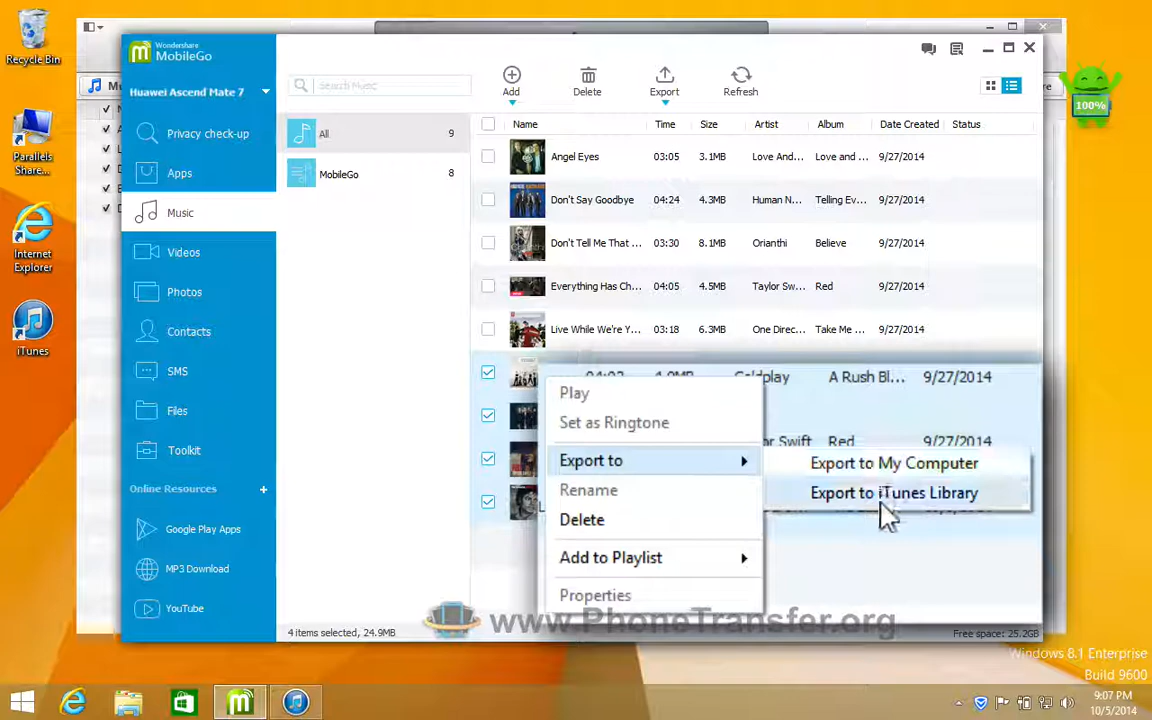 Recycle Bin
Parallels
Share...
Internet
Explorer
iTunes
Wondershare
MobileGo
Huawei Ascend Mate 7
Privacy check-up
Apps
Music
Videos
Photos
Contacts
SMS
Files
Toolkit
Online Resources +
Google Play Apps
MP3 Download
YouTube
Search Music
All 9
MobileGo 8
Add
Delete
Export
Refresh
100%
Name Time Size Artist Album Date Created Status
Angel Eyes 03:05 3.1MB Love And... Love and ... 9/27/2014
Don't Say Goodbye 04:24 4.3MB Human N... Telling Ev... 9/27/2014
Don't Tell Me That ... 03:30 8.1MB Orianthi Believe 9/27/2014
Everything Has Ch... 04:05 4.5MB Taylor Sw... Red 9/27/2014
Live While We're Y... 03:18 6.3MB One Direc... Take Me ... 9/27/2014
Coldplay A Rush Bl... 9/27/2014
Swift Red
Play
Set as Ringtone
Export to
Rename
Delete
Add to Playlist
Properties
Export to My Computer
Export to iTunes Library
www.PhoneTransfer.org
4 items selected, 24.9MB
Free space: 25.2GB
Windows 8.1 Enterprise
Build 9600
9:07 PM
10/5/2014